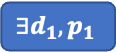 ∃d₁, p₁